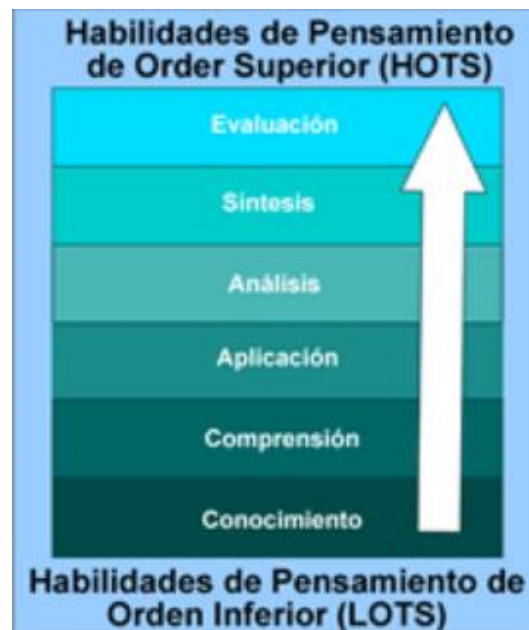 Habilidades de Pensamiento
de Order Superior (HOTS)
Evaluación
Sintesis
Análisis
Aplicación
Comprensión
Conocimiento
Habilidades de Pensamiento de
Orden Inferior (LOTS)